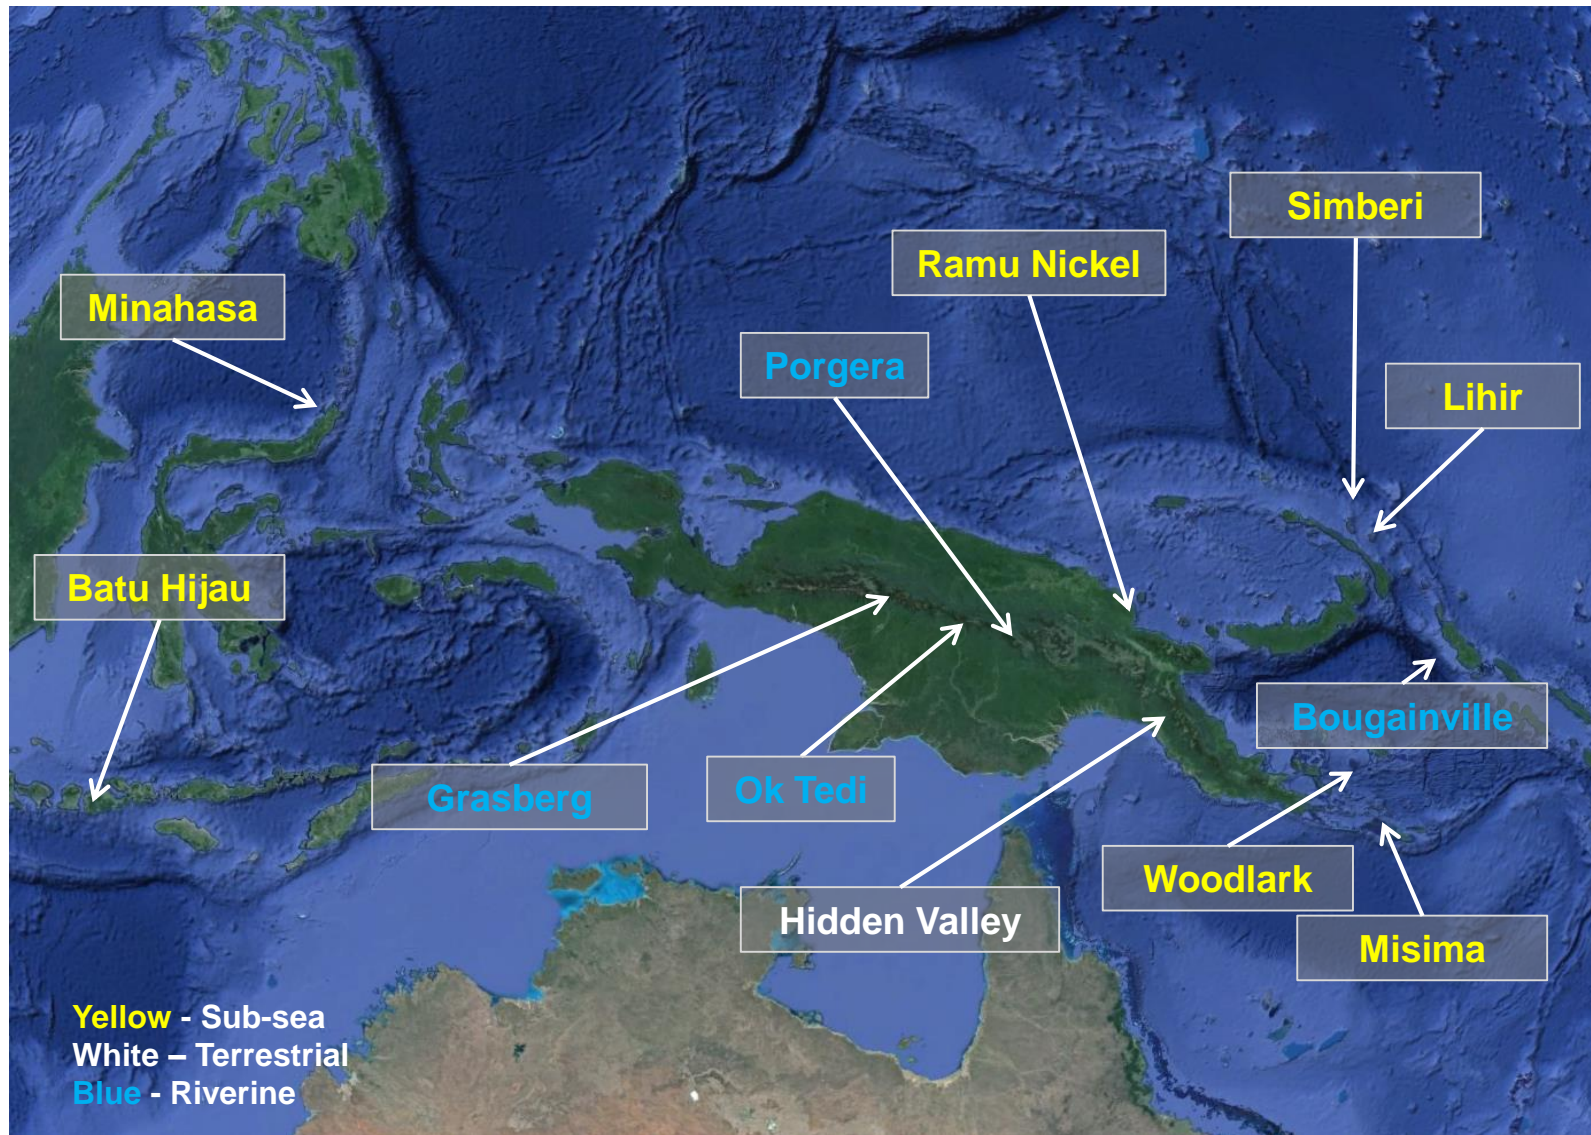 Simberi
Ramu Nickel
Minahasa
Porgera
Lihir
Batu Hijau
Bougainville
Grasberg
Ok Tedi
Woodlark
Hidden Valley
Misima
Yellow - Sub-sea
White – Terrestrial
Blue - Riverine